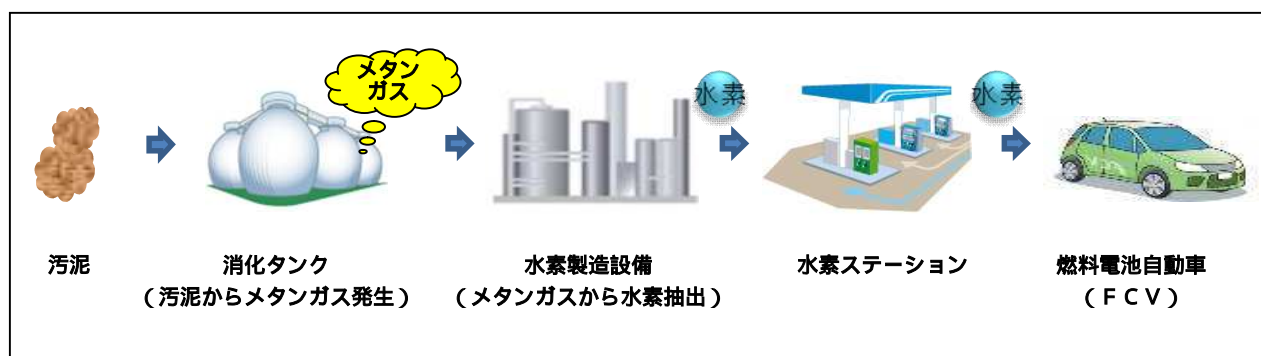 メタン
ガス
水素
水素
汚泥
消化タンク
(汚泥からメタンガス発生)
水素製造設備
(メタンガスから水素抽出)
水素ステーション
燃料電池自動車
(FCV)